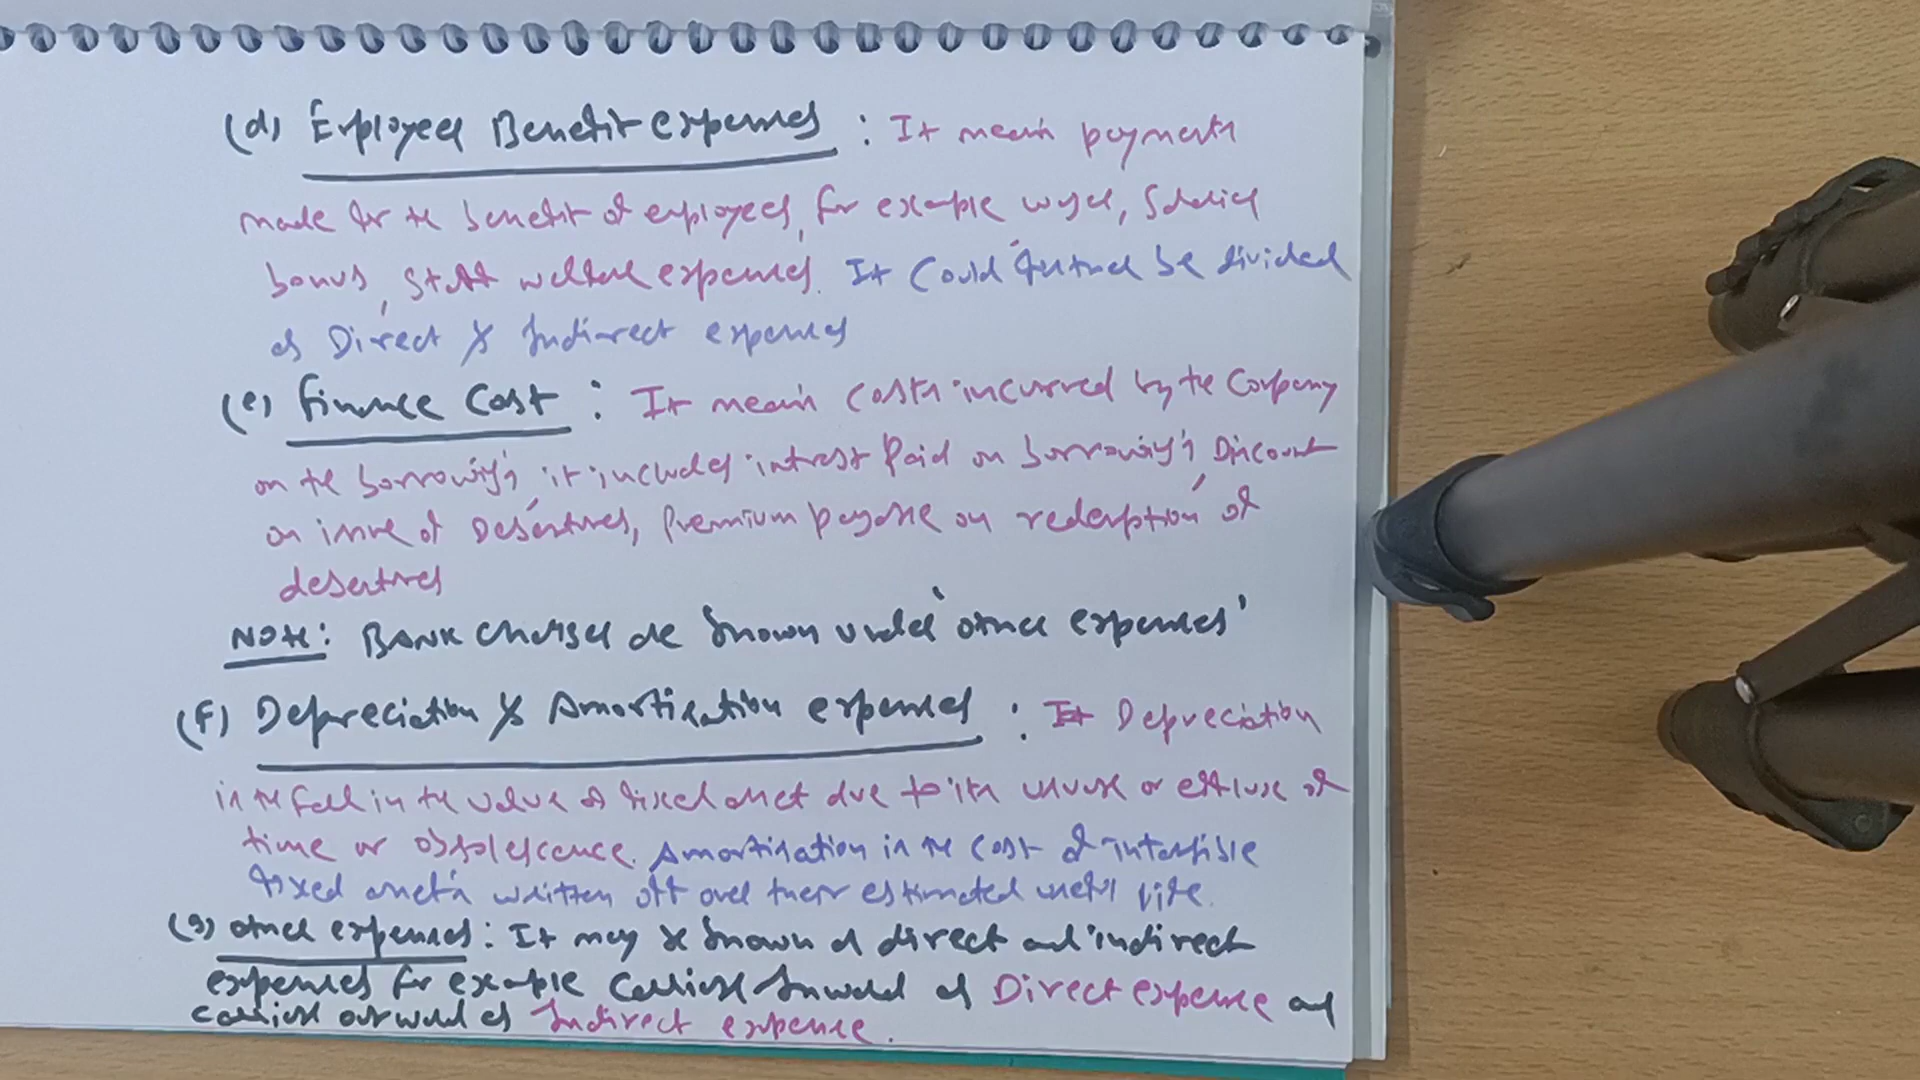 (d) Employees Benefit expenses : It means payments
made for the benefit of employees, for example wages, Salaries
bonus, Staff welfare expenses. It Could further be divided
as Direct & Indirect expenses
(e) Finance Cost : It means costs incurred by the Company
on the borrowing's it includes interest Paid on borrowing's, Discount
on issue of Debentures, Premium payable on redemption of
debentures
NOTE: BANK Charges are shown under 'other expenses'
(f) Depreciation & Amortisation expenses : Depreciation
is the fall in the value of fixed asset due to its ususe or efflux of
time or obsolescence. Amortisation is the cost of intangible
fixed assets written off over their estimated useful life.
(g) other expenses : It may be shown as direct and indirect
expenses for example Carriage Inward as Direct expense and
carriage outward as Indirect expense.